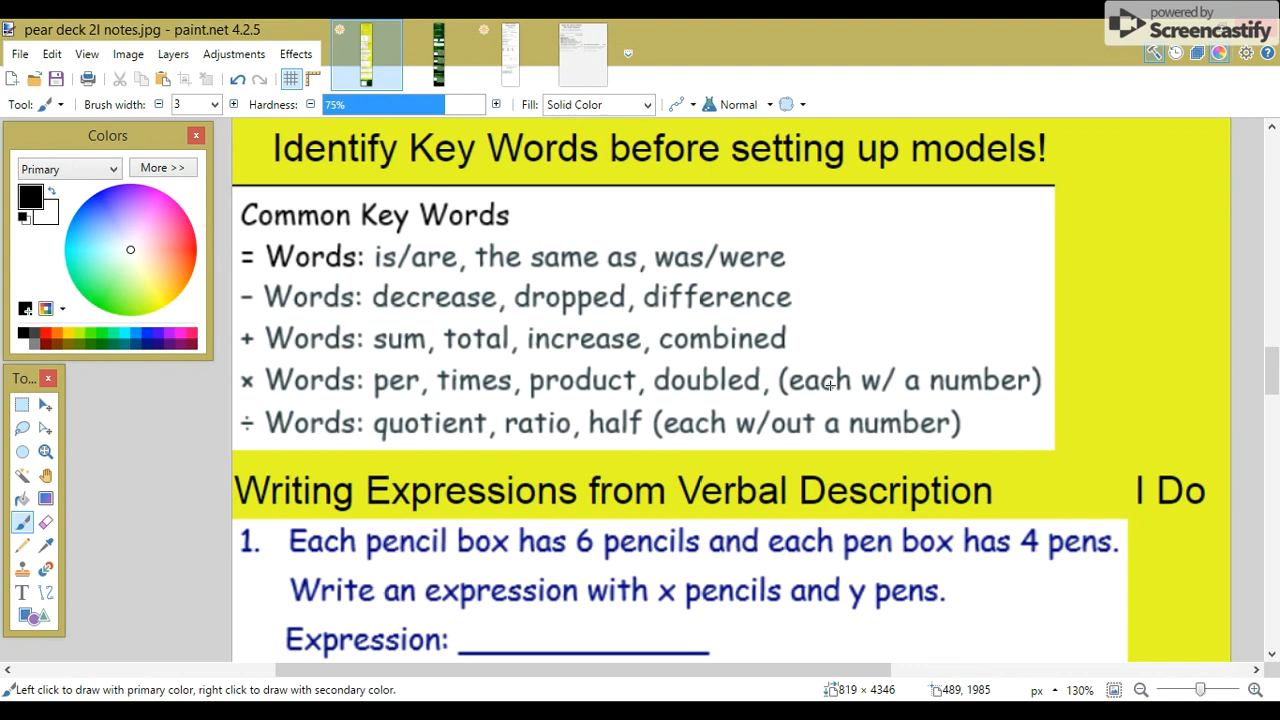 pear deck 2I notes.jpg - paint.net 4.2.5
powered by
Screencastify
File Edit View Image Layers Adjustments Effects
Tool: Brush width: 3 Hardness: 75% Fill: Solid Color Normal
Colors
Primary More >>
To...
Identify Key Words before setting up models!
Common Key Words
= Words: is/are, the same as, was/were
- Words: decrease, dropped, difference
+ Words: sum, total, increase, combined
× Words: per, times, product, doubled, (each w/ a number)
÷ Words: quotient, ratio, half (each w/out a number)
Writing Expressions from Verbal Description I Do
1. Each pencil box has 6 pencils and each pen box has 4 pens.
Write an expression with x pencils and y pens.
Expression: ______________
Left click to draw with primary color, right click to draw with secondary color. 819 × 4346 489, 1985 px 130%